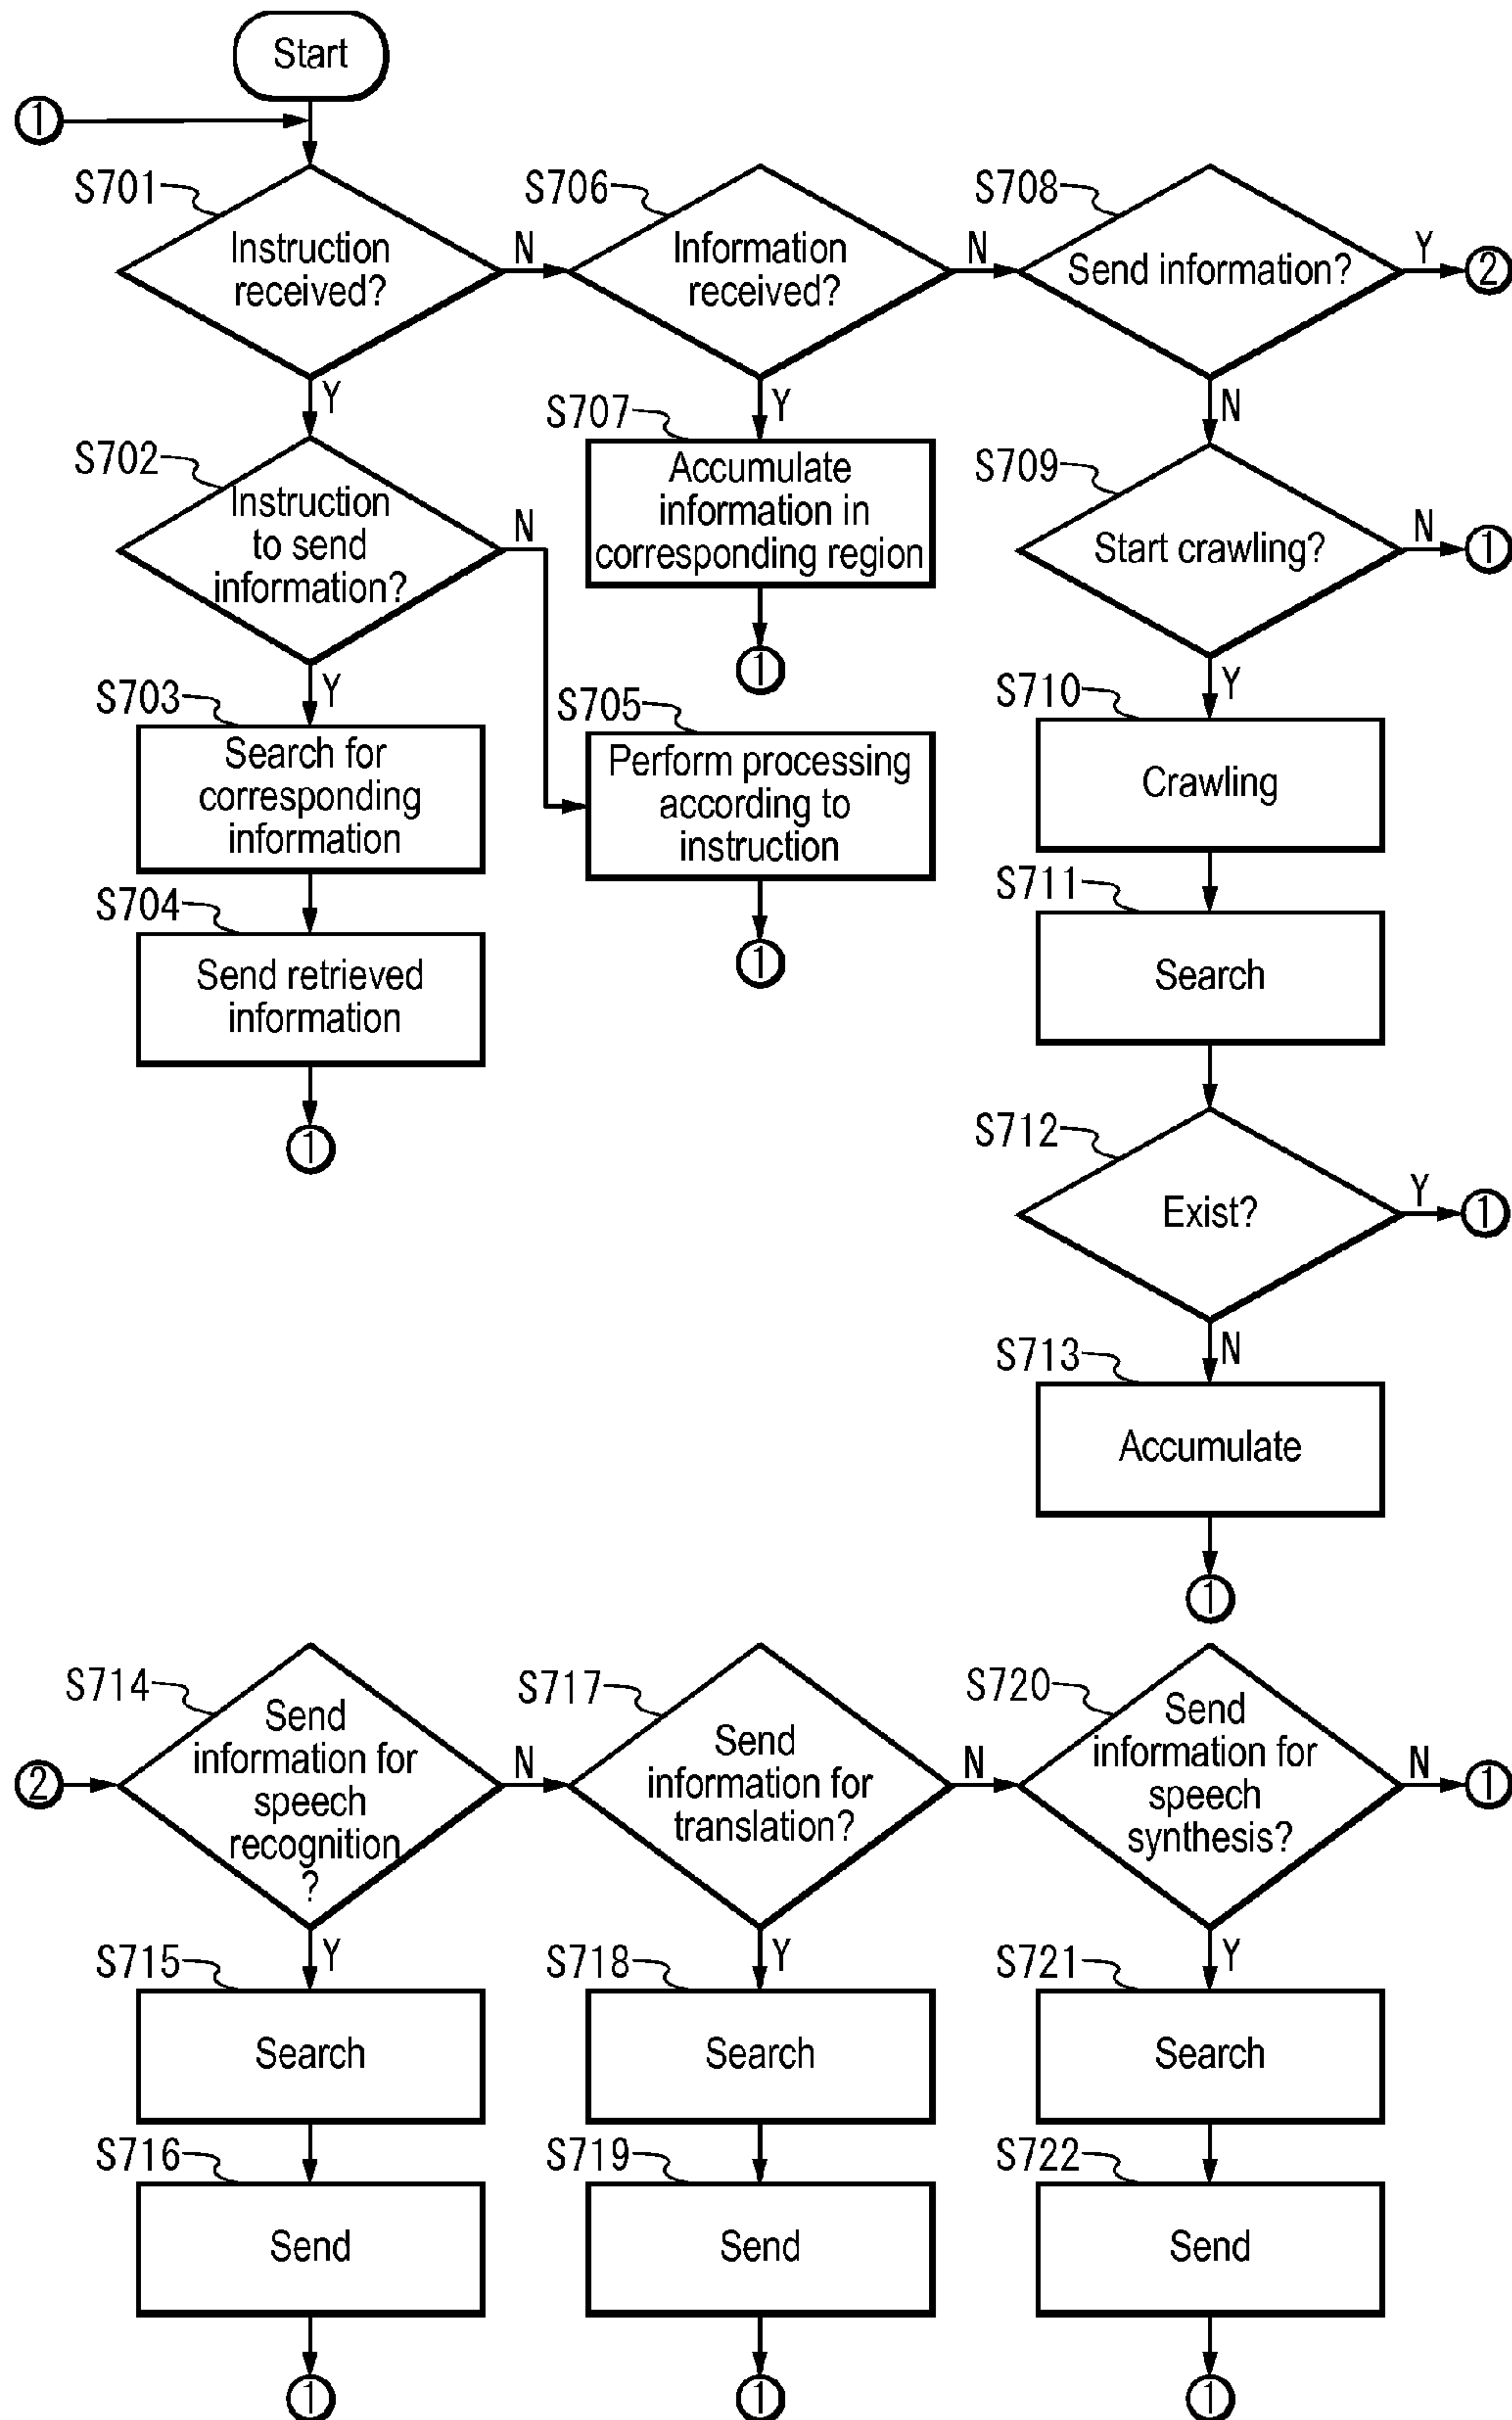 Start
①
S701
Instruction
received?
N
S706
Information
received?
N
S708
Send information?
Y
②
Y
S702
Instruction
to send
information?
N
Y
S707
Accumulate
information in
corresponding region
①
N
S709
Start crawling?
N
①
Y
S703
Search for
corresponding
information
S705
Perform processing
according to
instruction
①
Y
S710
Crawling
S704
Send retrieved
information
①
S711
Search
S712
Exist?
Y
①
N
S713
Accumulate
①
②
S714
Send
information for
speech
recognition
?
N
S717
Send
information for
translation?
N
S720
Send
information for
speech
synthesis?
N
①
Y
S715
Search
Y
S718
Search
Y
S721
Search
S716
Send
S719
Send
S722
Send
①
①
①